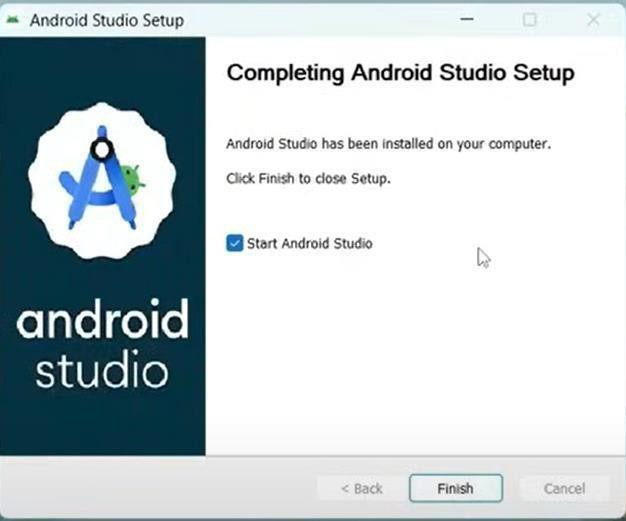 Android Studio Setup
Completing Android Studio Setup
Android Studio has been installed on your computer.
Click Finish to close Setup.
Start Android Studio
android
studio
< Back
Finish
Cancel